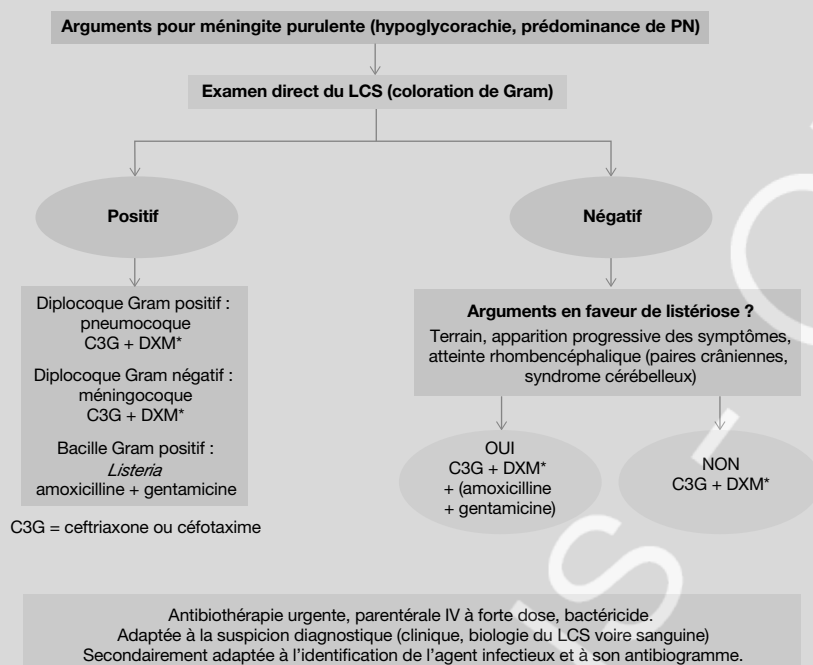 Arguments pour méningite purulente (hypoglycorachie, prédominance de PN)
Examen direct du LCS (coloration de Gram)
Positif
Négatif
Diplocoque Gram positif :
pneumocoque
C3G + DXM*
Diplocoque Gram négatif :
méningocoque
C3G + DXM*
Bacille Gram positif :
Listeria
amoxicilline + gentamicine
C3G = ceftriaxone ou céfotaxime
Arguments en faveur de listériose ?
Terrain, apparition progressive des symptômes,
atteinte rhombencéphalique (paires crâniennes,
syndrome cérébelleux)
OUI
C3G + DXM*
+ (amoxicilline
+ gentamicine)
NON
C3G + DXM*
Antibiothérapie urgente, parentérale IV à forte dose, bactéricide.
Adaptée à la suspicion diagnostique (clinique, biologie du LCS voire sanguine)
Secondairement adaptée à l'identification de l'agent infectieux et à son antibiogramme.